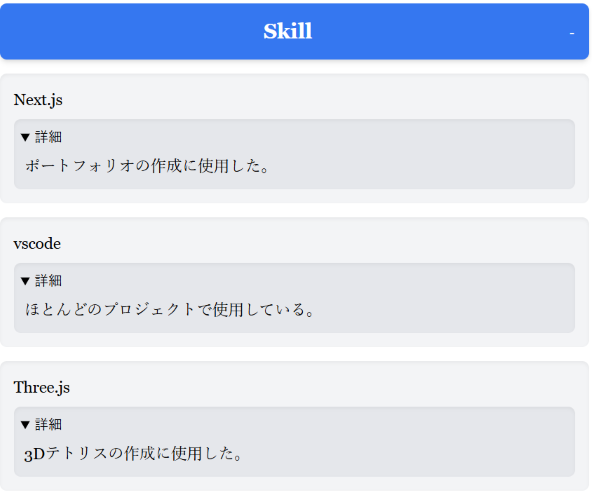 Skill
-
Next.js
▼ 詳細
ポートフォリオの作成に使用した。
vscode
▼ 詳細
ほとんどのプロジェクトで使用している。
Three.js
▼ 詳細
3Dテトリスの作成に使用した。